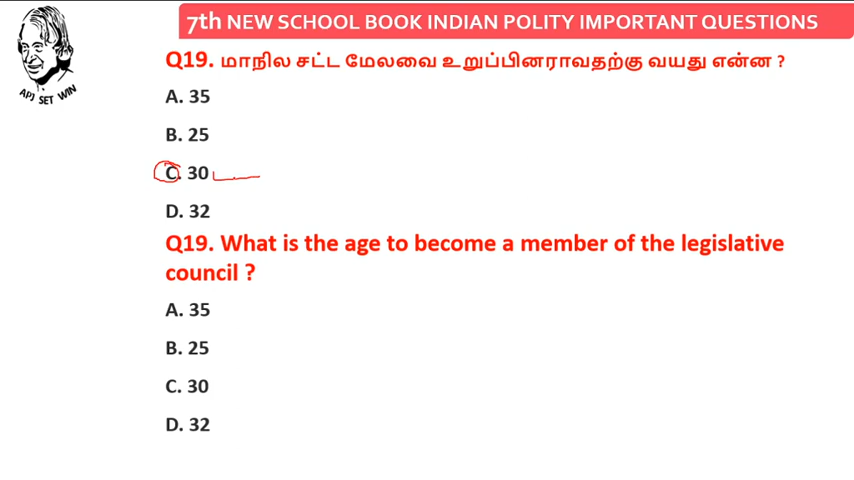 7th NEW SCHOOL BOOK INDIAN POLITY IMPORTANT QUESTIONS
APJ SET WIN
Q19. மாநில சட்ட மேலவை உறுப்பினராவதற்கு வயது என்ன ?
A. 35
B. 25
C. 30
D. 32
Q19. What is the age to become a member of the legislative
council ?
A. 35
B. 25
C. 30
D. 32